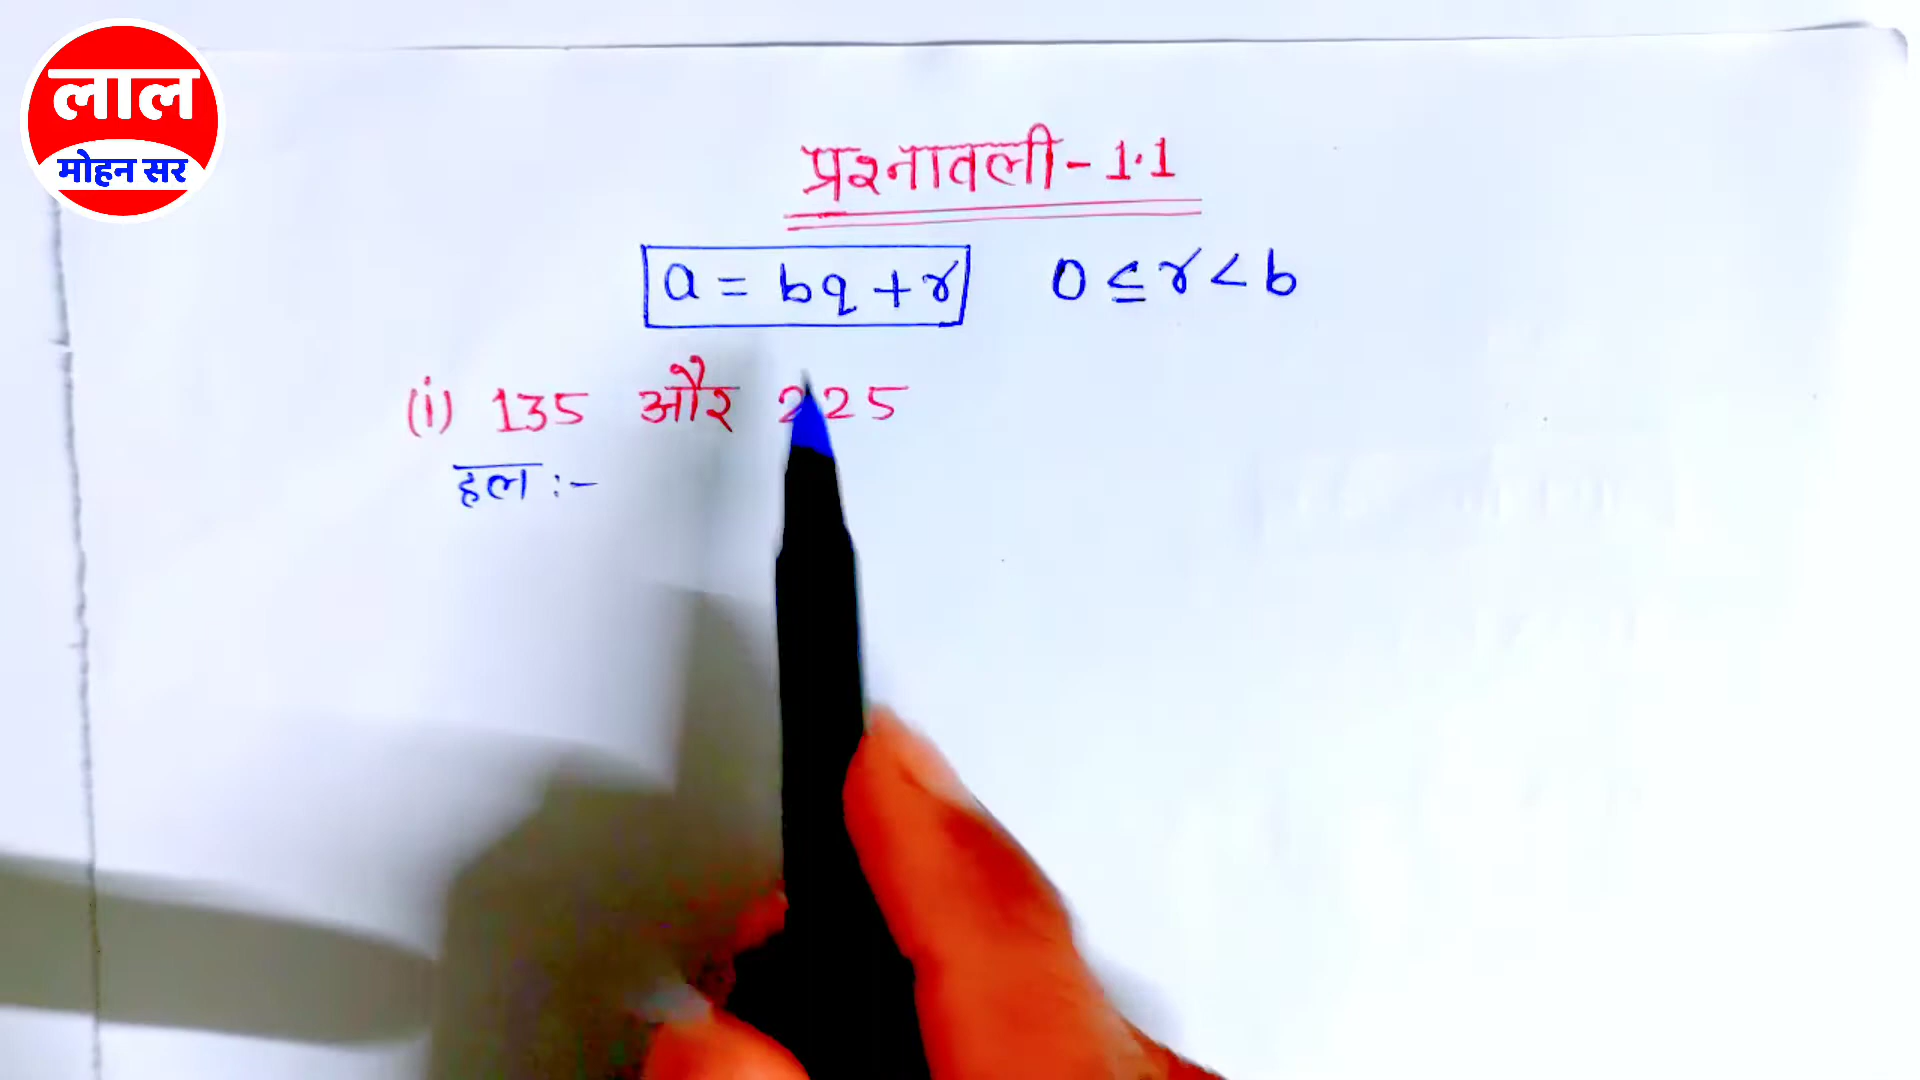 लाल
मोहन सर
प्रश्नावली - 1.1
a = bq + r 0 ≤ r < b
(i) 135 और 225
हल :-